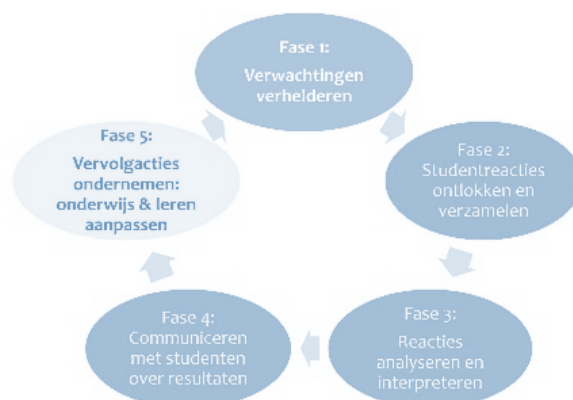 Fase 1:
Verwachtingen
verhelderen
Fase 2:
Studentreacties
ontlokken en
verzamelen
Fase 3:
Reacties
analyseren en
interpreteren
Fase 4:
Communiceren
met studenten
over resultaten
Fase 5:
Vervolgacties
ondernemen:
onderwijs & leren
aanpassen